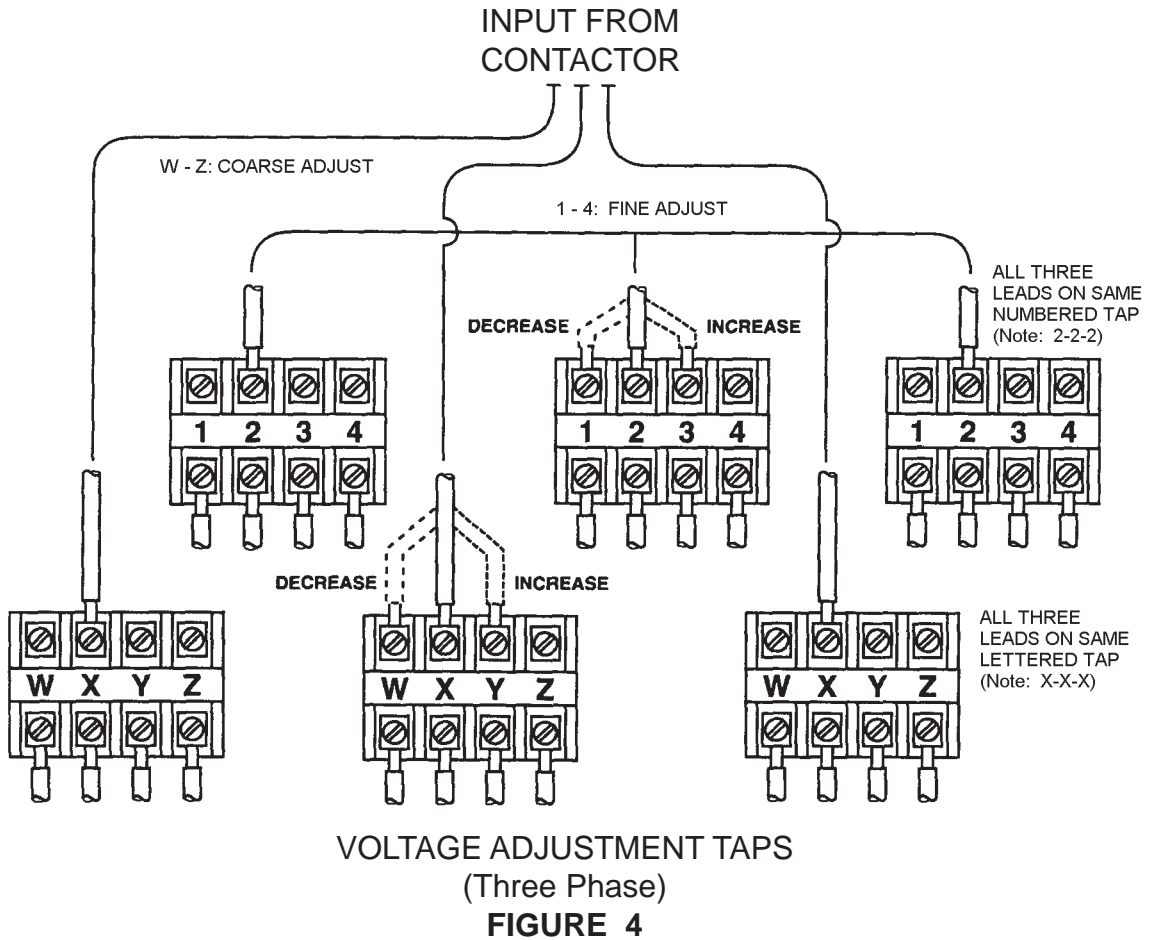 INPUT FROM
CONTACTOR
W - Z: COARSE ADJUST
1 - 4: FINE ADJUST
ALL THREE
LEADS ON SAME
NUMBERED TAP
(Note: 2-2-2)
DECREASE
INCREASE
1 2 3 4
1 2 3 4
1 2 3 4
DECREASE
INCREASE
ALL THREE
LEADS ON SAME
LETTERED TAP
(Note: X-X-X)
W X Y Z
W X Y Z
W X Y Z
VOLTAGE ADJUSTMENT TAPS
(Three Phase)
FIGURE 4